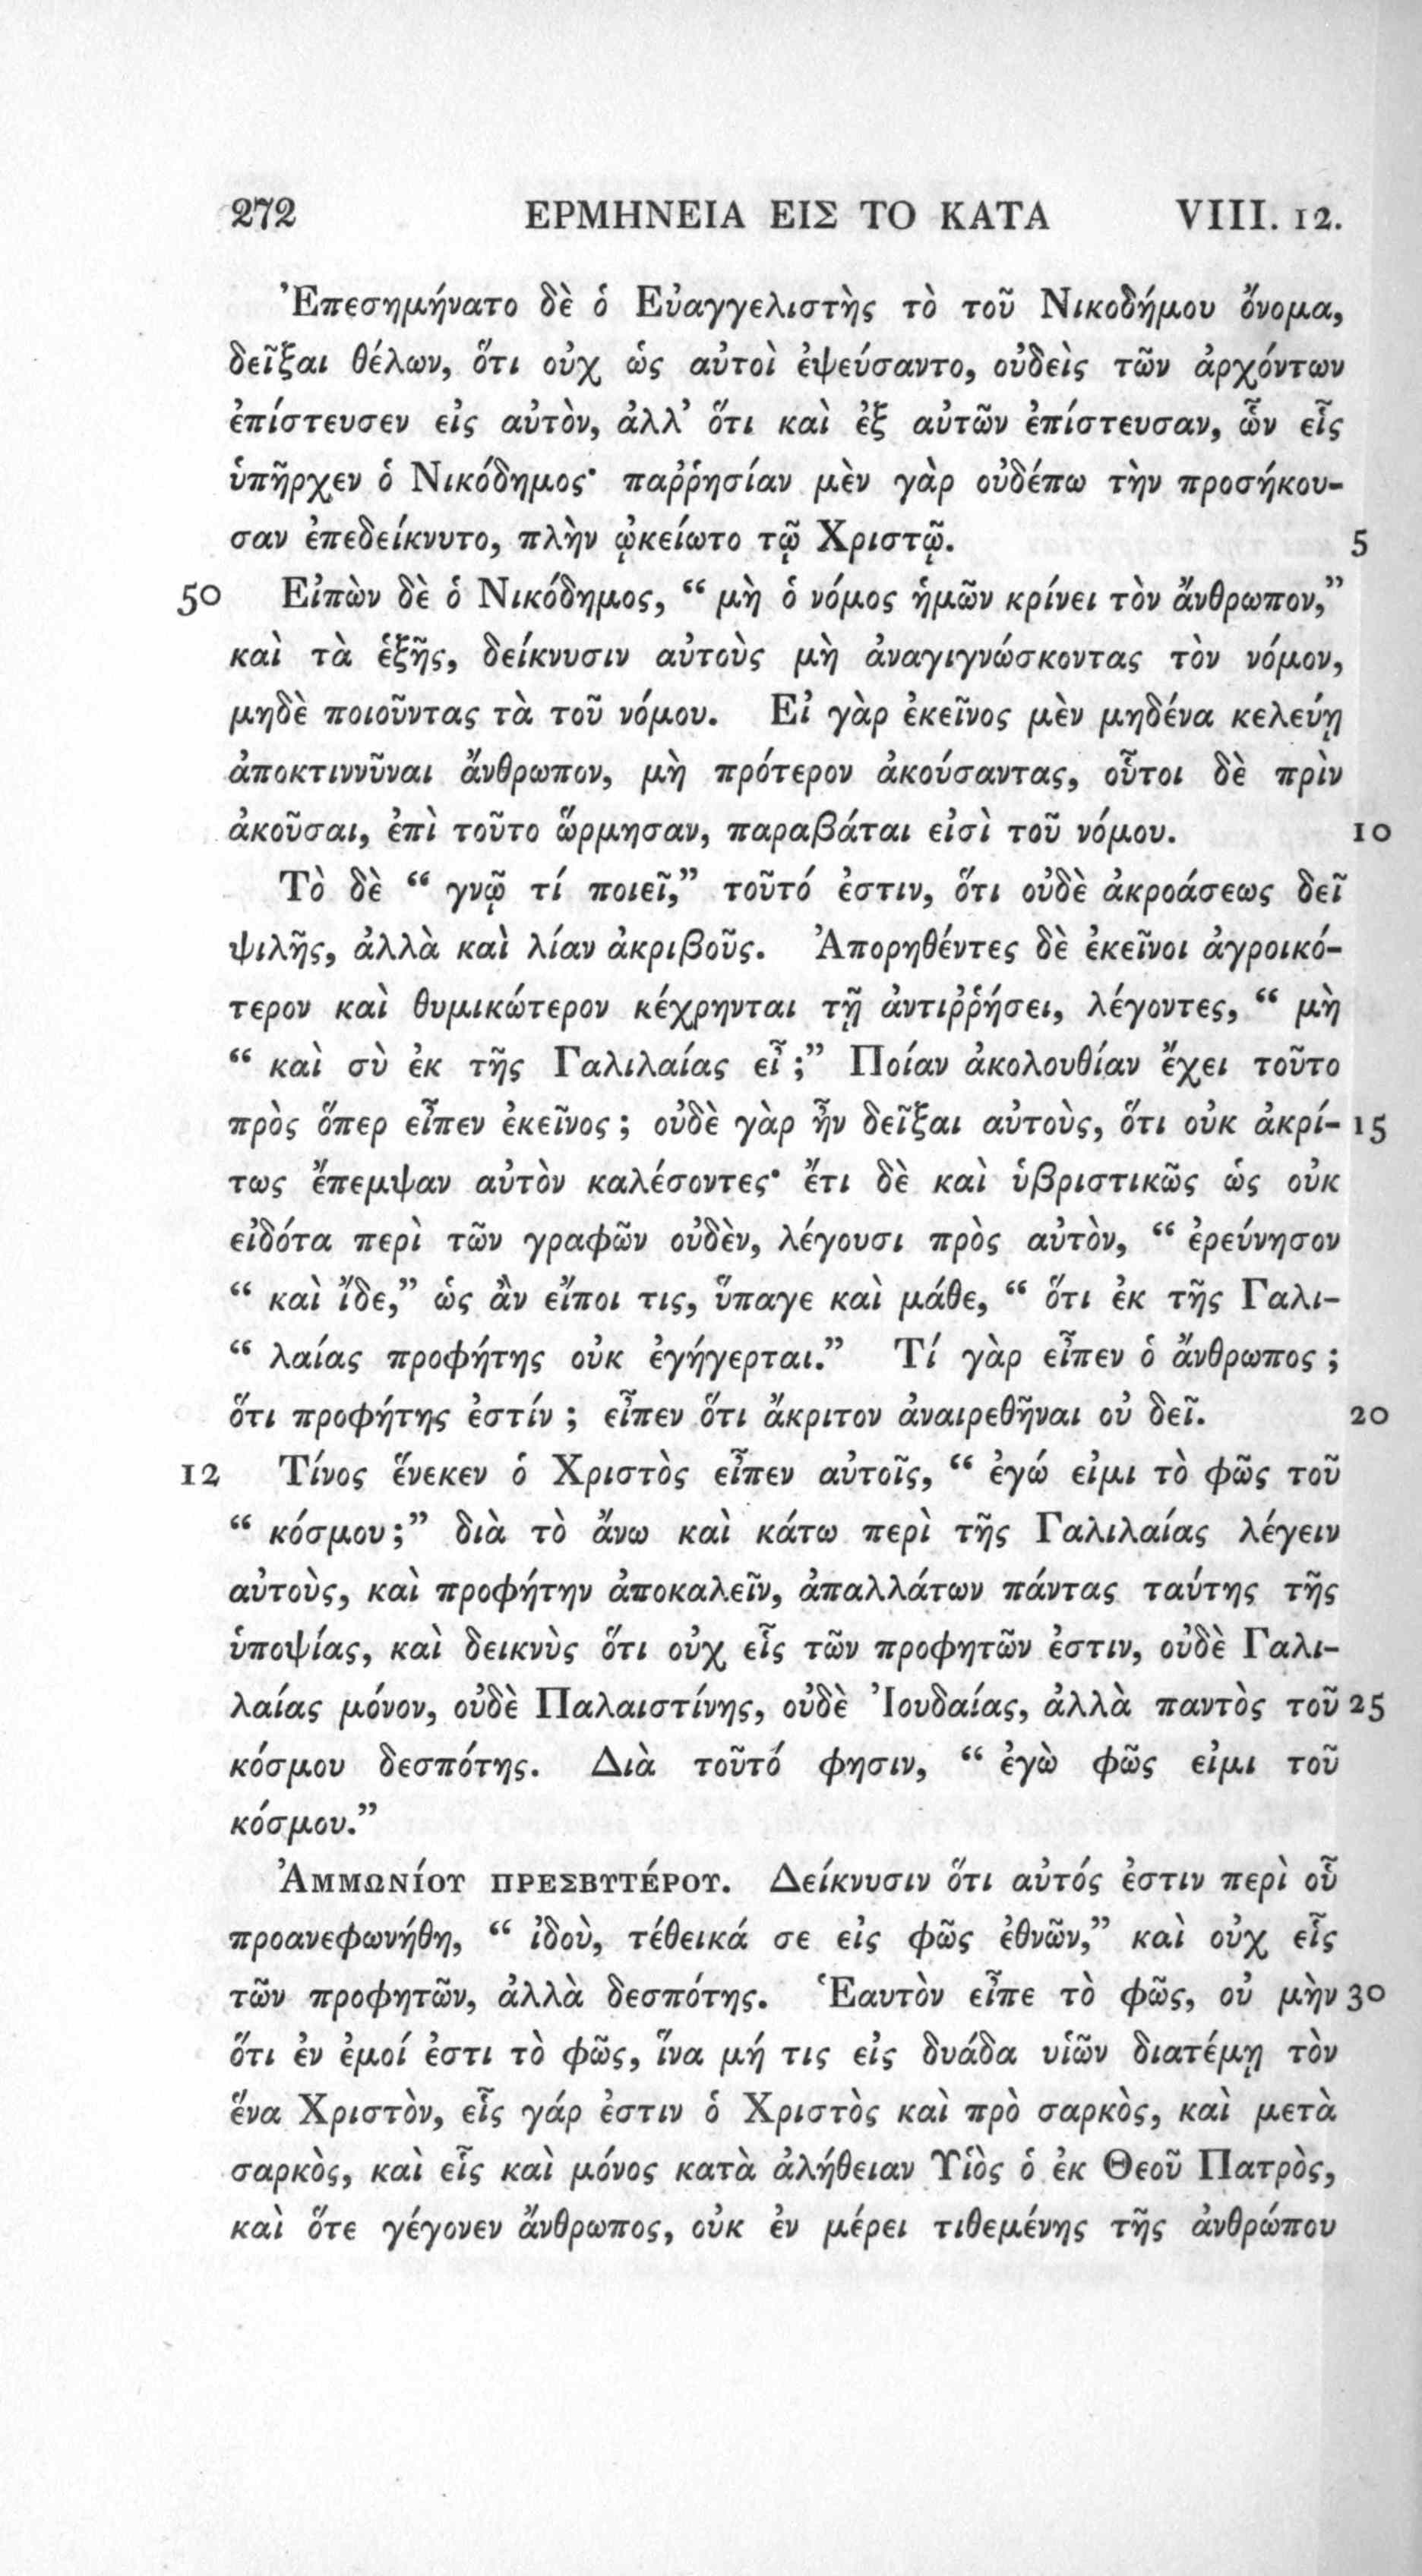 272 ΕΡΜΗΝΕΙΑ ΕΙΣ ΤΟ ΚΑΤΑ VIII. 12.
Ἐπεσημήνατο δὲ ὁ Εὐαγγελιστὴς τὸ τοῦ Νικοδήμου ὄνομα,
δεῖξαι θέλων, ὅτι οὐχ ὡς αὐτοὶ ἐψεύσαντο, οὐδεὶς τῶν ἀρχόντων
ἐπίστευσεν εἰς αὐτὸν, ἀλλ’ ὅτι καὶ ἐξ αὐτῶν ἐπίστευσαν, ὧν εἷς
ὑπῆρχεν ὁ Νικόδημος· παῤῥησίαν μὲν γὰρ οὐδέπω τὴν προσήκου-
σαν ἐπεδείκνυτο, πλὴν ᾠκείωτο τῷ Χριστῷ. 5
50 Εἰπὼν δὲ ὁ Νικόδημος, “ μὴ ὁ νόμος ἡμῶν κρίνει τὸν ἄνθρωπον,”
καὶ τὰ ἑξῆς, δείκνυσιν αὐτοὺς μὴ ἀναγιγνώσκοντας τὸν νόμον,
μηδὲ ποιοῦντας τὰ τοῦ νόμου. Εἰ γὰρ ἐκεῖνος μὲν μηδένα κελεύῃ
ἀποκτιννῦναι ἄνθρωπον, μὴ πρότερον ἀκούσαντας, οὗτοι δὲ πρὶν
ἀκοῦσαι, ἐπὶ τοῦτο ὥρμησαν, παραβάται εἰσὶ τοῦ νόμου. 10
Τὸ δὲ “ γνῷ τί ποιεῖ,” τοῦτό ἐστιν, ὅτι οὐδὲ ἀκροάσεως δεῖ
ψιλῆς, ἀλλὰ καὶ λίαν ἀκριβοῦς. Ἀπορηθέντες δὲ ἐκεῖνοι ἀγροικό-
τερον καὶ θυμικώτερον κέχρηνται τῇ ἀντιῤῥήσει, λέγοντες, “ μὴ
“ καὶ σὺ ἐκ τῆς Γαλιλαίας εἶ ;” Ποίαν ἀκολουθίαν ἔχει τοῦτο
πρὸς ὅπερ εἶπεν ἐκεῖνος ; οὐδὲ γὰρ ἦν δεῖξαι αὐτοὺς, ὅτι οὐκ ἀκρί- 15
τως ἔπεμψαν αὐτὸν καλέσοντες· ἔτι δὲ καὶ ὑβριστικῶς ὡς οὐκ
εἰδότα περὶ τῶν γραφῶν οὐδὲν, λέγουσι πρὸς αὐτὸν, “ ἐρεύνησον
“ καὶ ἴδε,” ὡς ἂν εἴποι τις, ὕπαγε καὶ μάθε, “ ὅτι ἐκ τῆς Γαλι-
“ λαίας προφήτης οὐκ ἐγήγερται.” Τί γὰρ εἶπεν ὁ ἄνθρωπος ;
ὅτι προφήτης ἐστίν ; εἶπεν ὅτι ἄκριτον ἀναιρεθῆναι οὐ δεῖ. 20
12 Τίνος ἕνεκεν ὁ Χριστὸς εἶπεν αὐτοῖς, “ ἐγώ εἰμι τὸ φῶς τοῦ
“ κόσμου ;” διὰ τὸ ἄνω καὶ κάτω περὶ τῆς Γαλιλαίας λέγειν
αὐτοὺς, καὶ προφήτην ἀποκαλεῖν, ἀπαλλάτων πάντας ταύτης τῆς
ὑποψίας, καὶ δεικνὺς ὅτι οὐχ εἷς τῶν προφητῶν ἐστιν, οὐδὲ Γαλι-
λαίας μόνον, οὐδὲ Παλαιστίνης, οὐδὲ Ἰουδαίας, ἀλλὰ παντὸς τοῦ 25
κόσμου δεσπότης. Διὰ τοῦτό φησιν, “ ἐγὼ φῶς εἰμι τοῦ
κόσμου.”
Ἀμμωνίου πρεσβυτέρου. Δείκνυσιν ὅτι αὐτός ἐστιν περὶ οὗ
προανεφωνήθη, “ ἰδοὺ, τέθεικά σε εἰς φῶς ἐθνῶν,” καὶ οὐχ εἷς
τῶν προφητῶν, ἀλλὰ δεσπότης. Ἑαυτὸν εἶπε τὸ φῶς, οὐ μὴν 30
ὅτι ἐν ἐμοί ἐστι τὸ φῶς, ἵνα μή τις εἰς δυάδα υἱῶν διατέμῃ τὸν
ἕνα Χριστὸν, εἷς γάρ ἐστιν ὁ Χριστὸς καὶ πρὸ σαρκὸς, καὶ μετὰ
σαρκὸς, καὶ εἷς καὶ μόνος κατὰ ἀλήθειαν Υἱὸς ὁ ἐκ Θεοῦ Πατρὸς,
καὶ ὅτε γέγονεν ἄνθρωπος, οὐκ ἐν μέρει τιθεμένης τῆς ἀνθρώπου